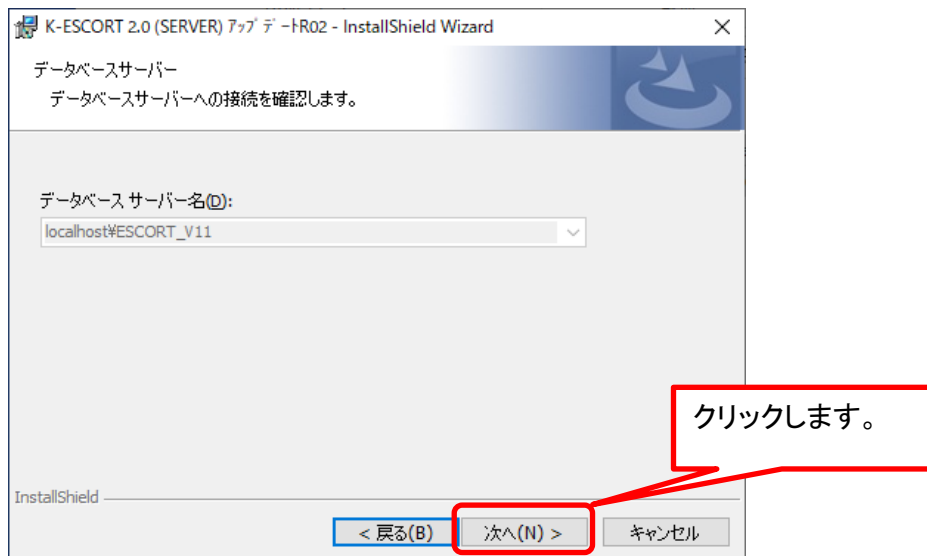 K-ESCORT 2.0 (SERVER) ｱｯﾌﾟﾃﾞｰﾄR02 - InstallShield Wizard
データベースサーバー
データベースサーバーへの接続を確認します。
データベース サーバー名(D):
localhost¥ESCORT_V11
クリックします。
InstallShield
< 戻る(B) 次へ(N) > キャンセル